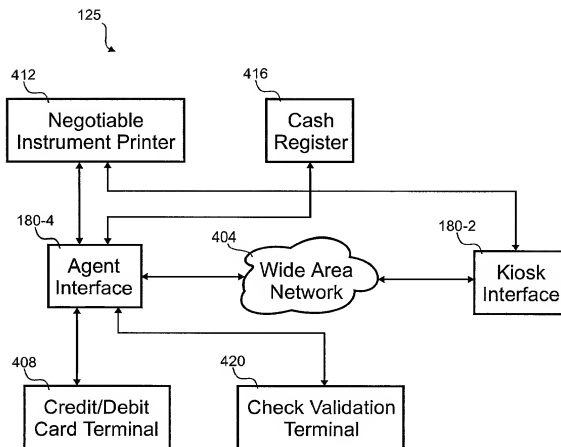 125
412
Negotiable
Instrument Printer
416
Cash
Register
180-4
Agent
Interface
404
Wide Area
Network
180-2
Kiosk
Interface
408
Credit/Debit
Card Terminal
420
Check Validation
Terminal